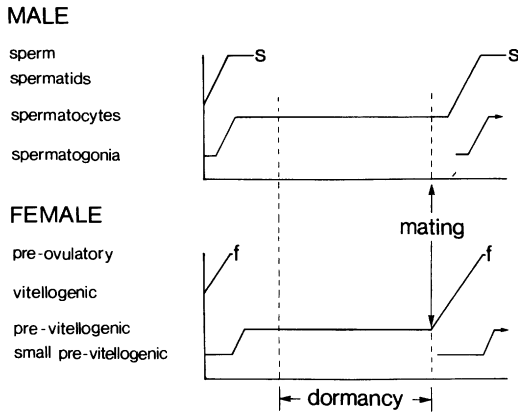 MALE
sperm
S
S
spermatids
spermatocytes
spermatogonia
FEMALE
mating
pre-ovulatory
f
f
vitellogenic
pre-vitellogenic
small pre-vitellogenic
dormancy